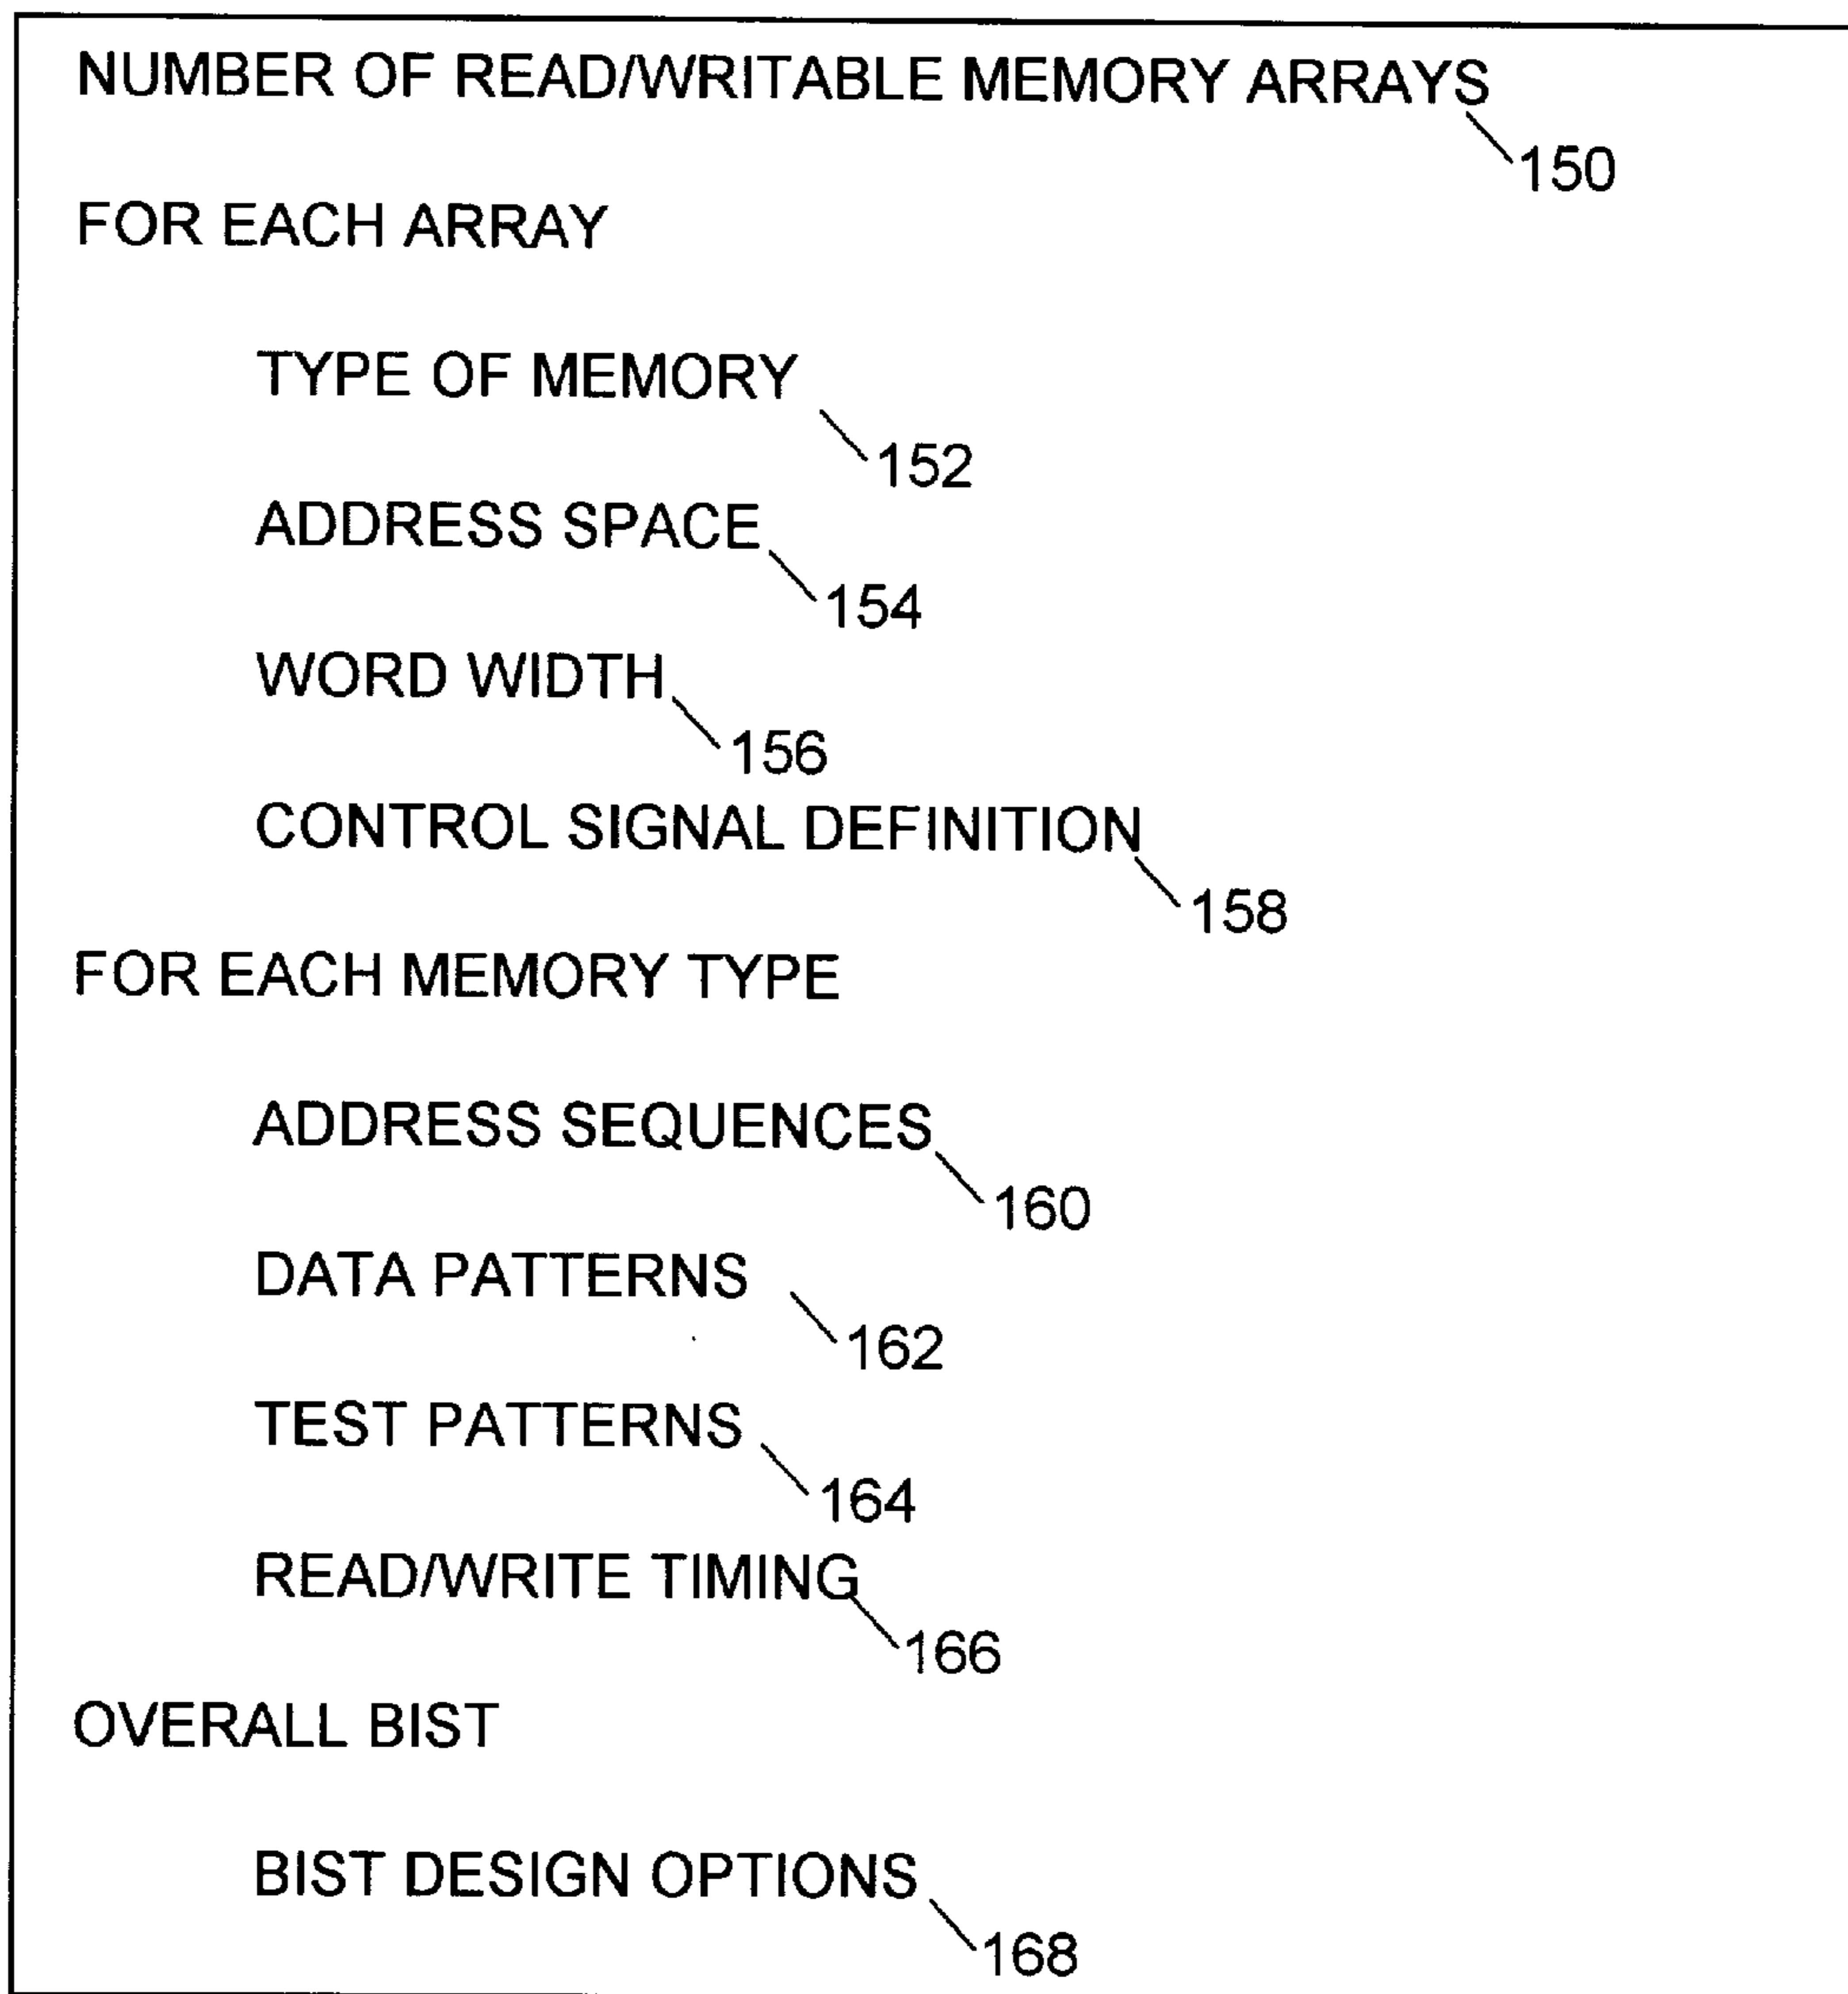 NUMBER OF READ/WRITABLE MEMORY ARRAYS
150
FOR EACH ARRAY
TYPE OF MEMORY
152
ADDRESS SPACE
154
WORD WIDTH
156
CONTROL SIGNAL DEFINITION
158
FOR EACH MEMORY TYPE
ADDRESS SEQUENCES
160
DATA PATTERNS
162
TEST PATTERNS
164
READ/WRITE TIMING
166
OVERALL BIST
BIST DESIGN OPTIONS
168